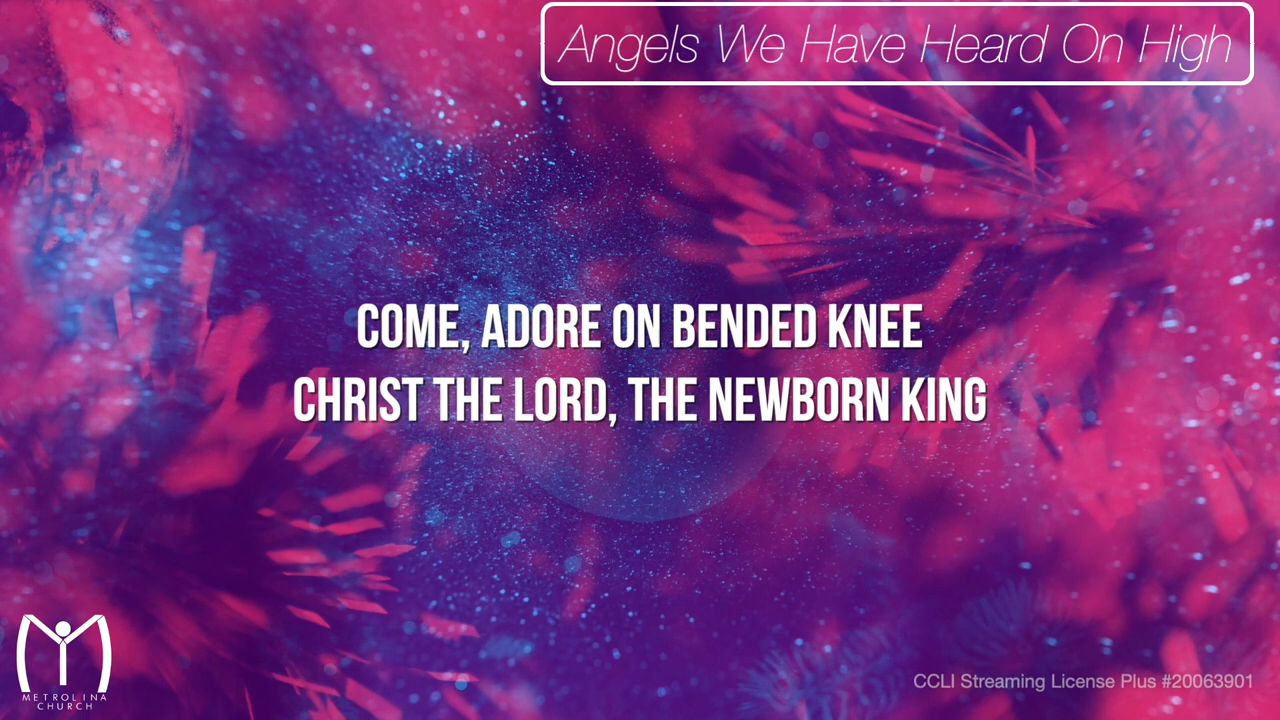 Angels We Have Heard On High
COME, ADORE ON BENDED KNEE
CHRIST THE LORD, THE NEWBORN KING
METROLINA
CHURCH
CCLI Streaming License Plus #20063901